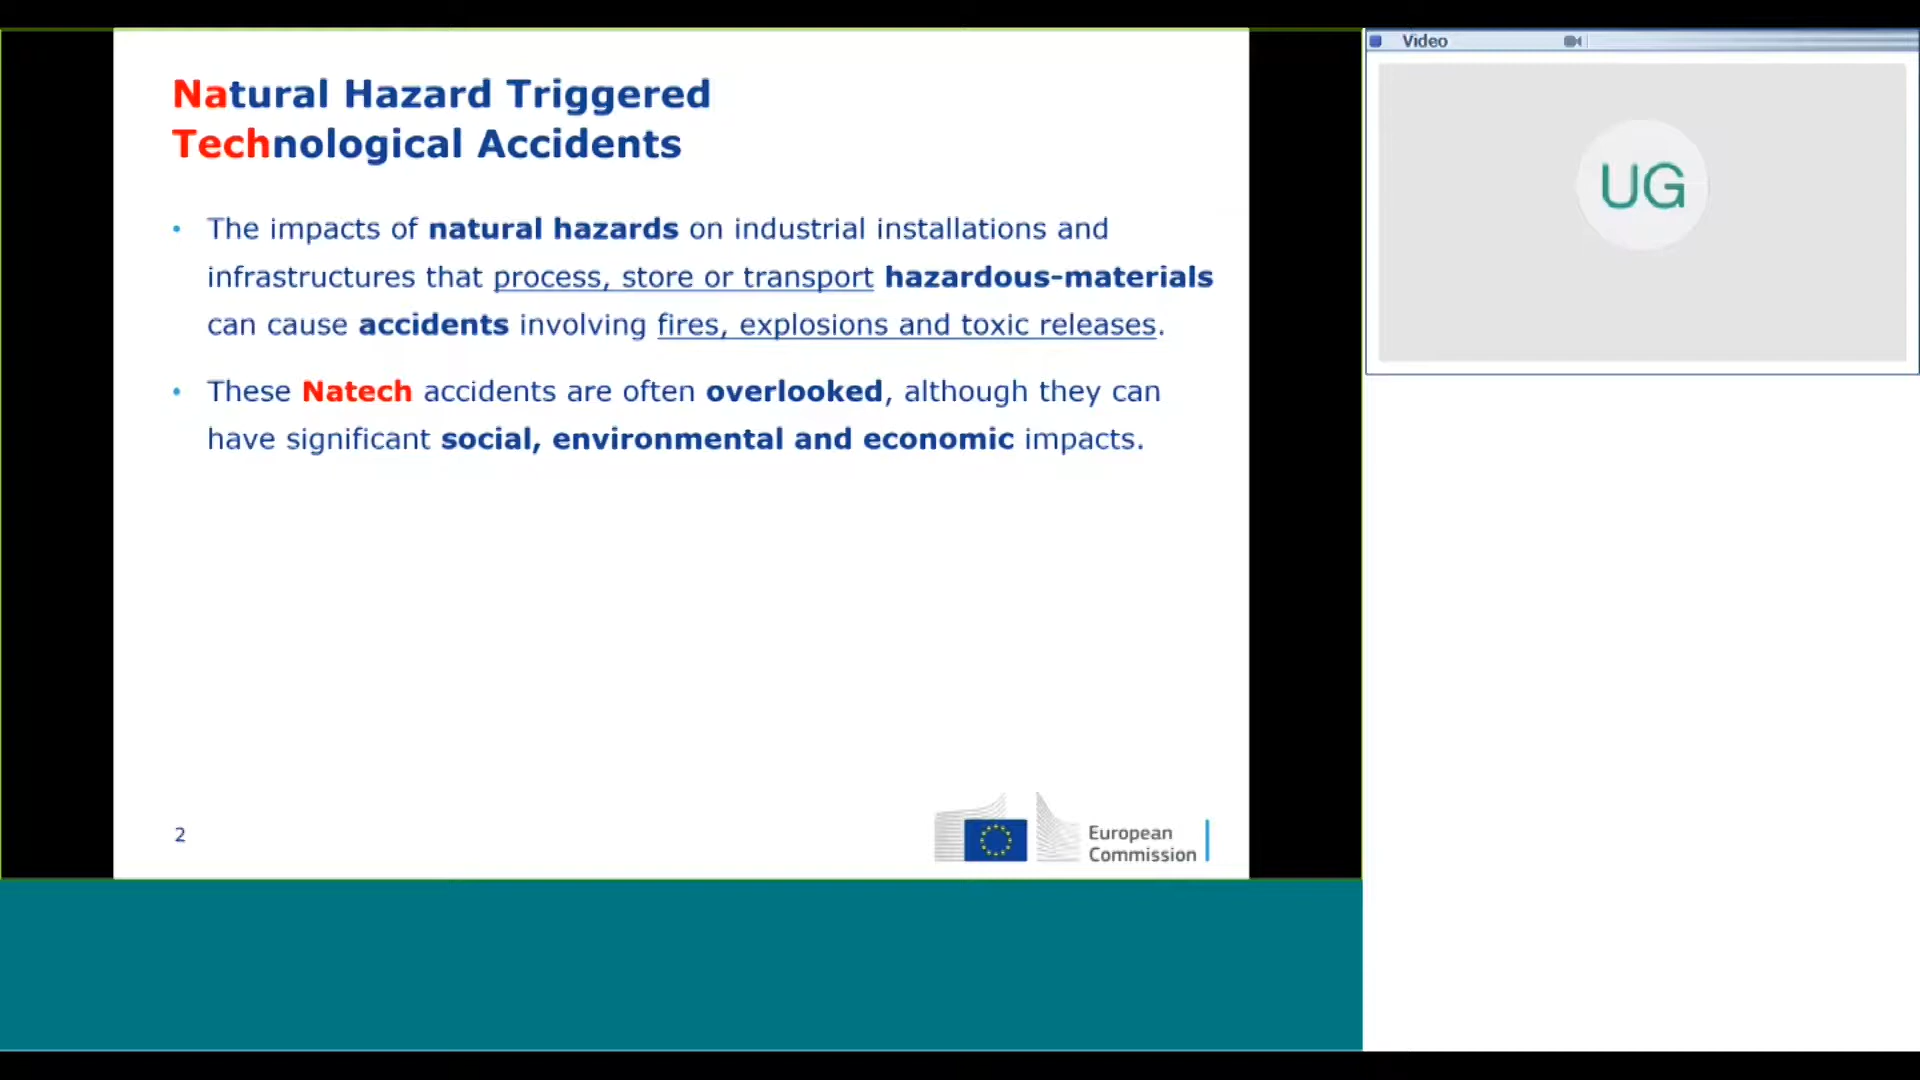 Natural Hazard Triggered
Technological Accidents
• The impacts of natural hazards on industrial installations and
infrastructures that process, store or transport hazardous-materials
can cause accidents involving fires, explosions and toxic releases.
• These Natech accidents are often overlooked, although they can
have significant social, environmental and economic impacts.
2
European
Commission
Video
UG